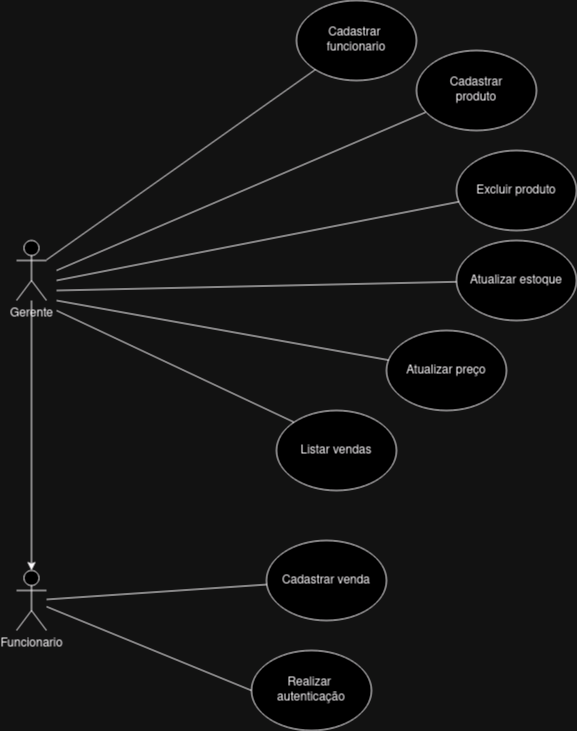 Cadastrar
funcionario
Cadastrar
produto
Excluir produto
Atualizar estoque
Gerente
Atualizar preço
Listar vendas
Cadastrar venda
Funcionario
Realizar
autenticação